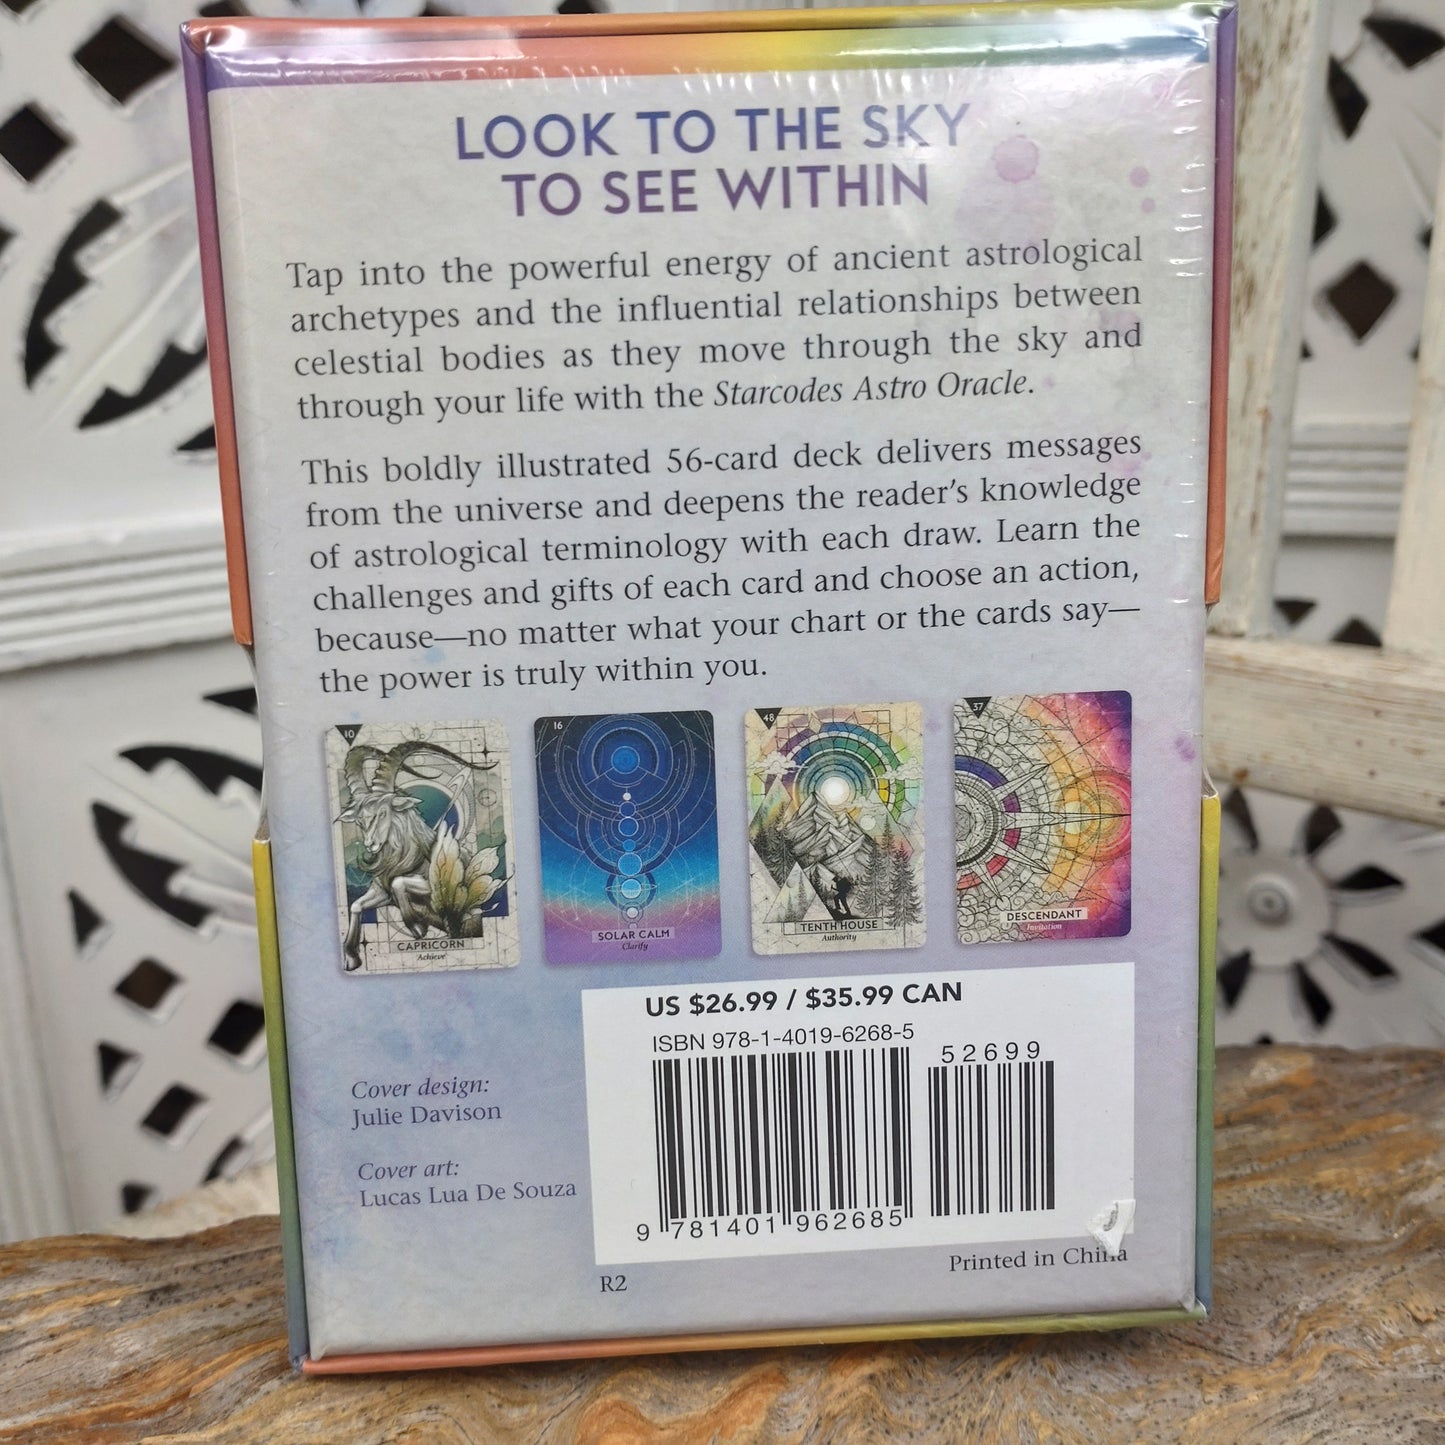 LOOK TO THE SKY
TO SEE WITHIN
Tap into the powerful energy of ancient astrological
archetypes and the influential relationships between
celestial bodies as they move through the sky and
through your life with the Starcodes Astro Oracle.
This boldly illustrated 56-card deck delivers messages
from the universe and deepens the reader's knowledge
of astrological terminology with each draw. Learn the
challenges and gifts of each card and choose an action,
because—no matter what your chart or the cards say—
the power is truly within you.
10
CAPRICORN
Achieve
16
SOLAR CALM
Clarify
48
TENTH HOUSE
Authority
37
DESCENDANT
Invitation
US $26.99 / $35.99 CAN
ISBN 978-1-4019-6268-5
52699
9 781401 962685
Cover design:
Julie Davison
Cover art:
Lucas Lua De Souza
R2
Printed in China